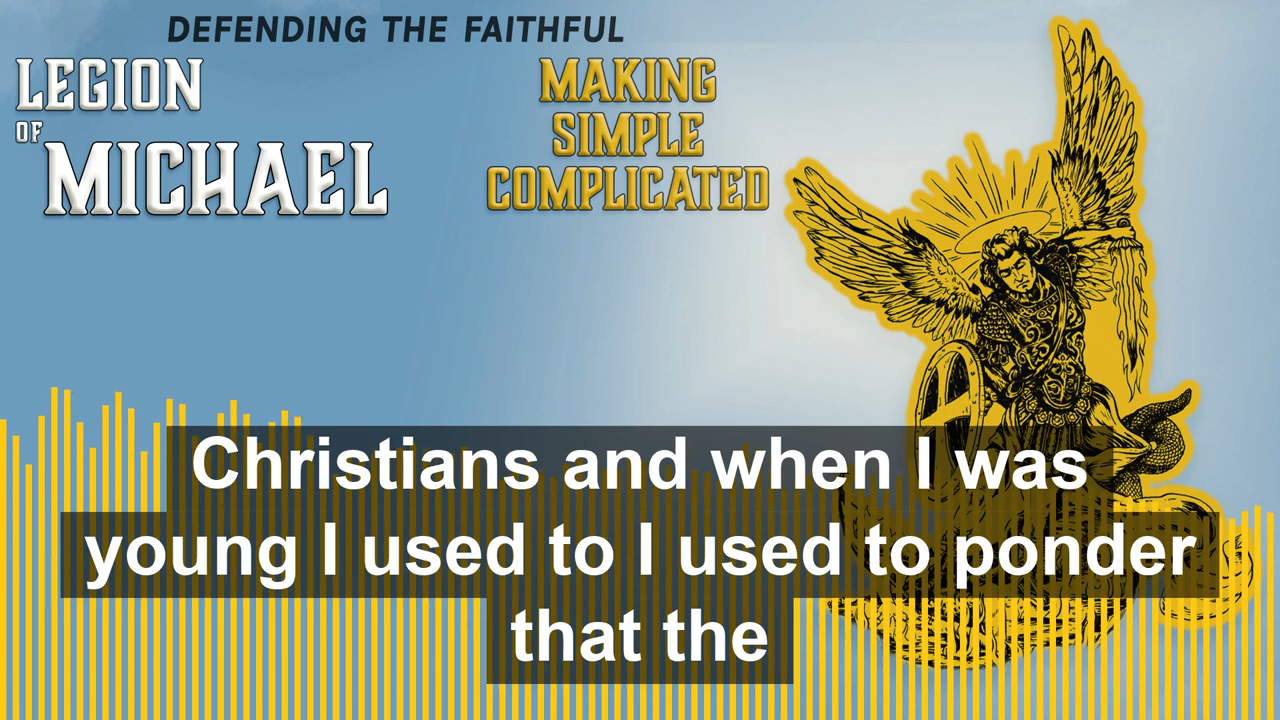 DEFENDING THE FAITHFUL
LEGION
OF
MICHAEL
MAKING
SIMPLE
COMPLICATED
Christians and when I was
young I used to I used to ponder
that the